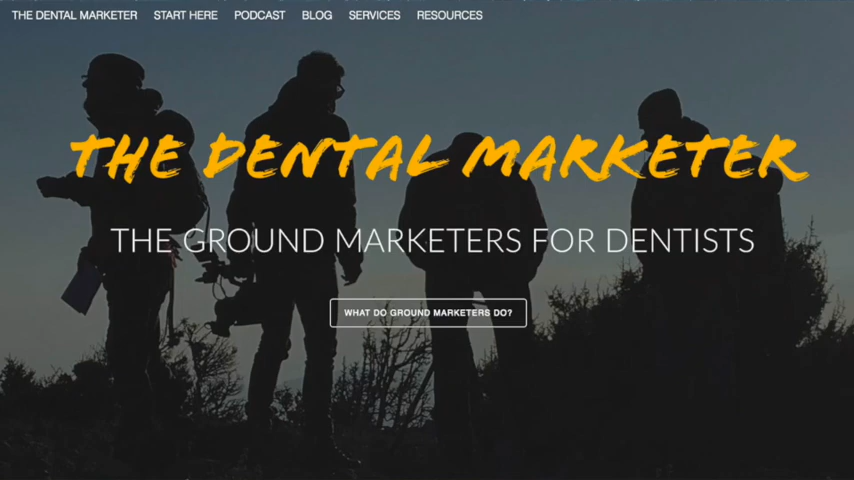 THE DENTAL MARKETER START HERE PODCAST BLOG SERVICES RESOURCES
THE DENTAL MARKETER
THE GROUND MARKETERS FOR DENTISTS
WHAT DO GROUND MARKETERS DO?